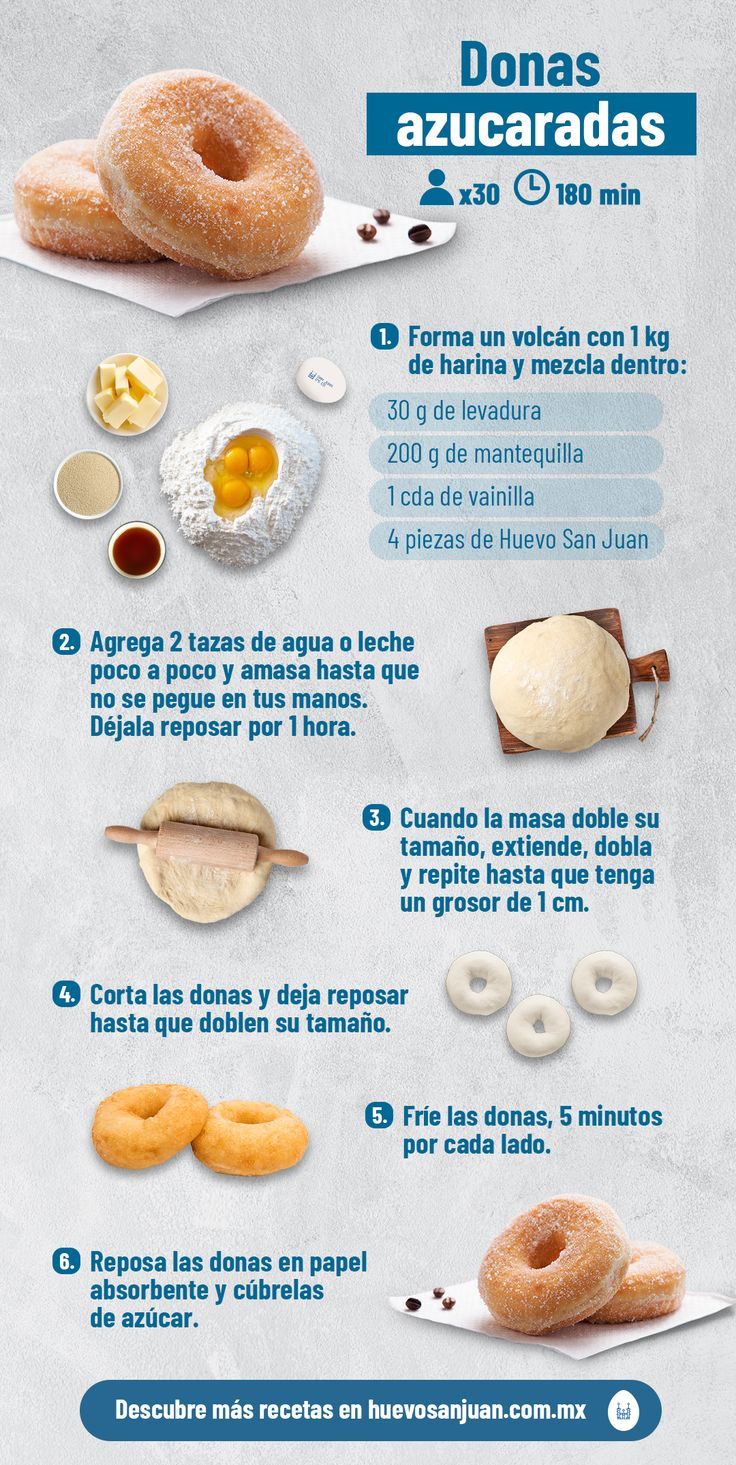 Donas
azucaradas
x30 180 min
1. Forma un volcán con 1 kg
de harina y mezcla dentro:
30 g de levadura
200 g de mantequilla
1 cda de vainilla
4 piezas de Huevo San Juan
2. Agrega 2 tazas de agua o leche
poco a poco y amasa hasta que
no se pegue en tus manos.
Déjala reposar por 1 hora.
3. Cuando la masa doble su
tamaño, extiende, dobla
y repite hasta que tenga
un grosor de 1 cm.
4. Corta las donas y deja reposar
hasta que doblen su tamaño.
5. Fríe las donas, 5 minutos
por cada lado.
6. Reposa las donas en papel
absorbente y cúbrelas
de azúcar.
Descubre más recetas en huevosanjuan.com.mx